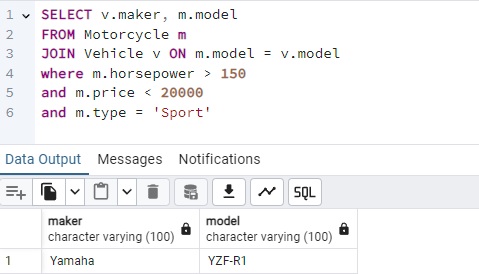 1 SELECT v.maker, m.model
2 FROM Motorcycle m
3 JOIN Vehicle v ON m.model = v.model
4 where m.horsepower > 150
5 and m.price < 20000
6 and m.type = 'Sport'
Data Output Messages Notifications
SQL
maker model
character varying (100) character varying (100)
1 Yamaha YZF-R1